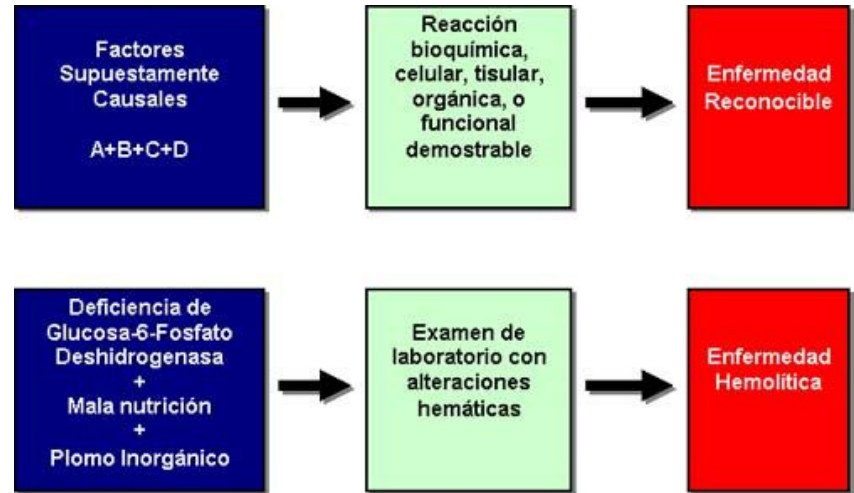 Factores
Supuestamente
Causales
A+B+C+D
Reacción
bioquímica,
celular, tisular,
orgánica, o
funcional
demostrable
Enfermedad
Reconocible
Deficiencia de
Glucosa-6-Fosfato
Deshidrogenasa
+
Mala nutrición
+
Plomo Inorgánico
Examen de
laboratorio con
alteraciones
hemáticas
Enfermedad
Hemolítica